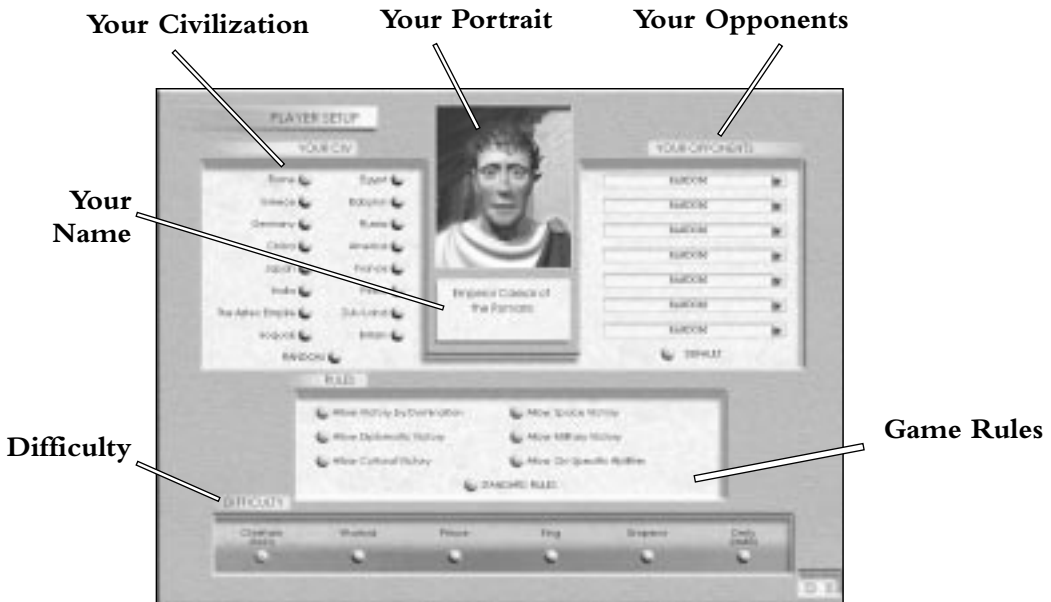 Your Civilization
Your Portrait
Your Opponents
PLAYER SETUP
YOUR CIV
YOUR OPPONENTS
Rome
Egypt
RANDOM
Greece
Babylon
RANDOM
Your
Name
Germany
Russia
RANDOM
China
America
RANDOM
Japan
France
RANDOM
India
Emperor Caesar of
the Romans
RANDOM
The Aztec Empire
Zulu Land
RANDOM
Iroquois
RANDOM
DEFAULT
RULES
Allow Victory by Domination
Allow Space Victory
Difficulty
Allow Diplomatic Victory
Allow Military Victory
Game Rules
Allow Cultural Victory
Allow Civ Specific Abilities
STANDARD RULES
DIFFICULTY
Chieftain
(easy)
Warlord
Prince
King
Emperor
Deity